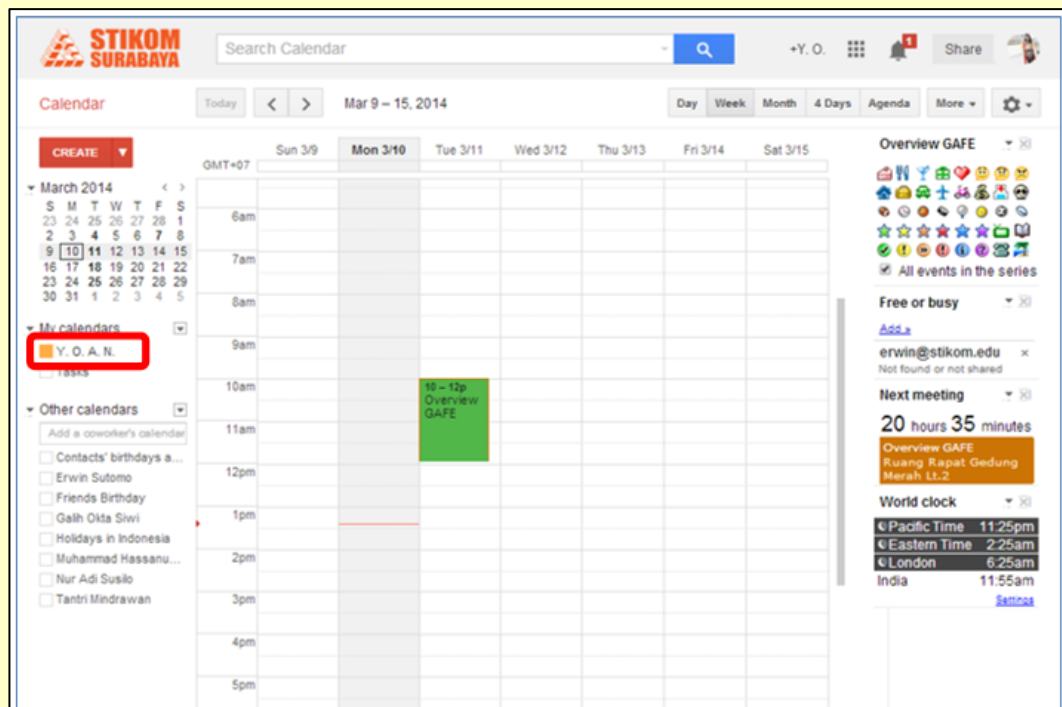 STIKOM
SURABAYA
Search Calendar
+Y. O.
1
Share
Calendar
Today
Mar 9 – 15, 2014
Day Week Month 4 Days Agenda More
CREATE
March 2014
S M T W T F S
23 24 25 26 27 28 1
2 3 4 5 6 7 8
9 10 11 12 13 14 15
16 17 18 19 20 21 22
23 24 25 26 27 28 29
30 31 1 2 3 4 5
My calendars
Y. O. A. N.
Tasks
Other calendars
Add a coworker's calendar
Contacts' birthdays a...
Erwin Sutomo
Friends Birthday
Galih Okta Siwi
Holidays in Indonesia
Muhammad Hassanu...
Nur Adi Susilo
Tantri Mindrawan
GMT+07
Sun 3/9 Mon 3/10 Tue 3/11 Wed 3/12 Thu 3/13 Fri 3/14 Sat 3/15
6am
7am
8am
9am
10am
11am
12pm
1pm
2pm
3pm
4pm
5pm
10 – 12p
Overview
GAFE
Overview GAFE
All events in the series
Free or busy
Add »
erwin@stikom.edu ×
Not found or not shared
Next meeting
20 hours 35 minutes
Overview GAFE
Ruang Rapat Gedung
Merah Lt.2
World clock
Pacific Time 11:25pm
Eastern Time 2:25am
London 6:25am
India 11:55am
Settings